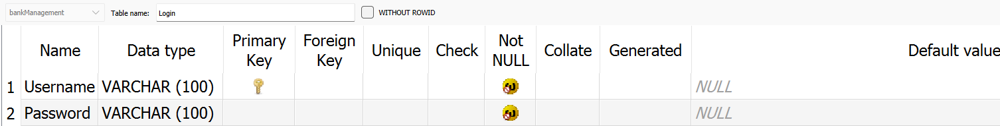 bankManagement Table name: Login WITHOUT ROWID
Name Data type Primary Key Foreign Key Unique Check Not NULL Collate Generated Default value
1 Username VARCHAR (100) NULL
2 Password VARCHAR (100) NULL